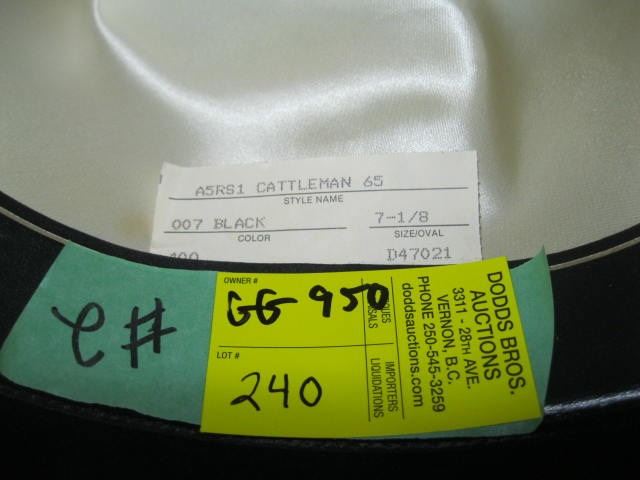 A5RS1 CATTLEMAN 65
STYLE NAME
007 BLACK
COLOR
7-1/8
SIZE/OVAL
400
D47021
#
OWNER #
GG 950
LOT #
240
IMPORTERS
LIQUIDATIONS
DODDS BROS.
AUCTIONS
3311 - 28TH AVE.
VERNON, B.C.
PHONE 250-545-3259
doddsauctions.com